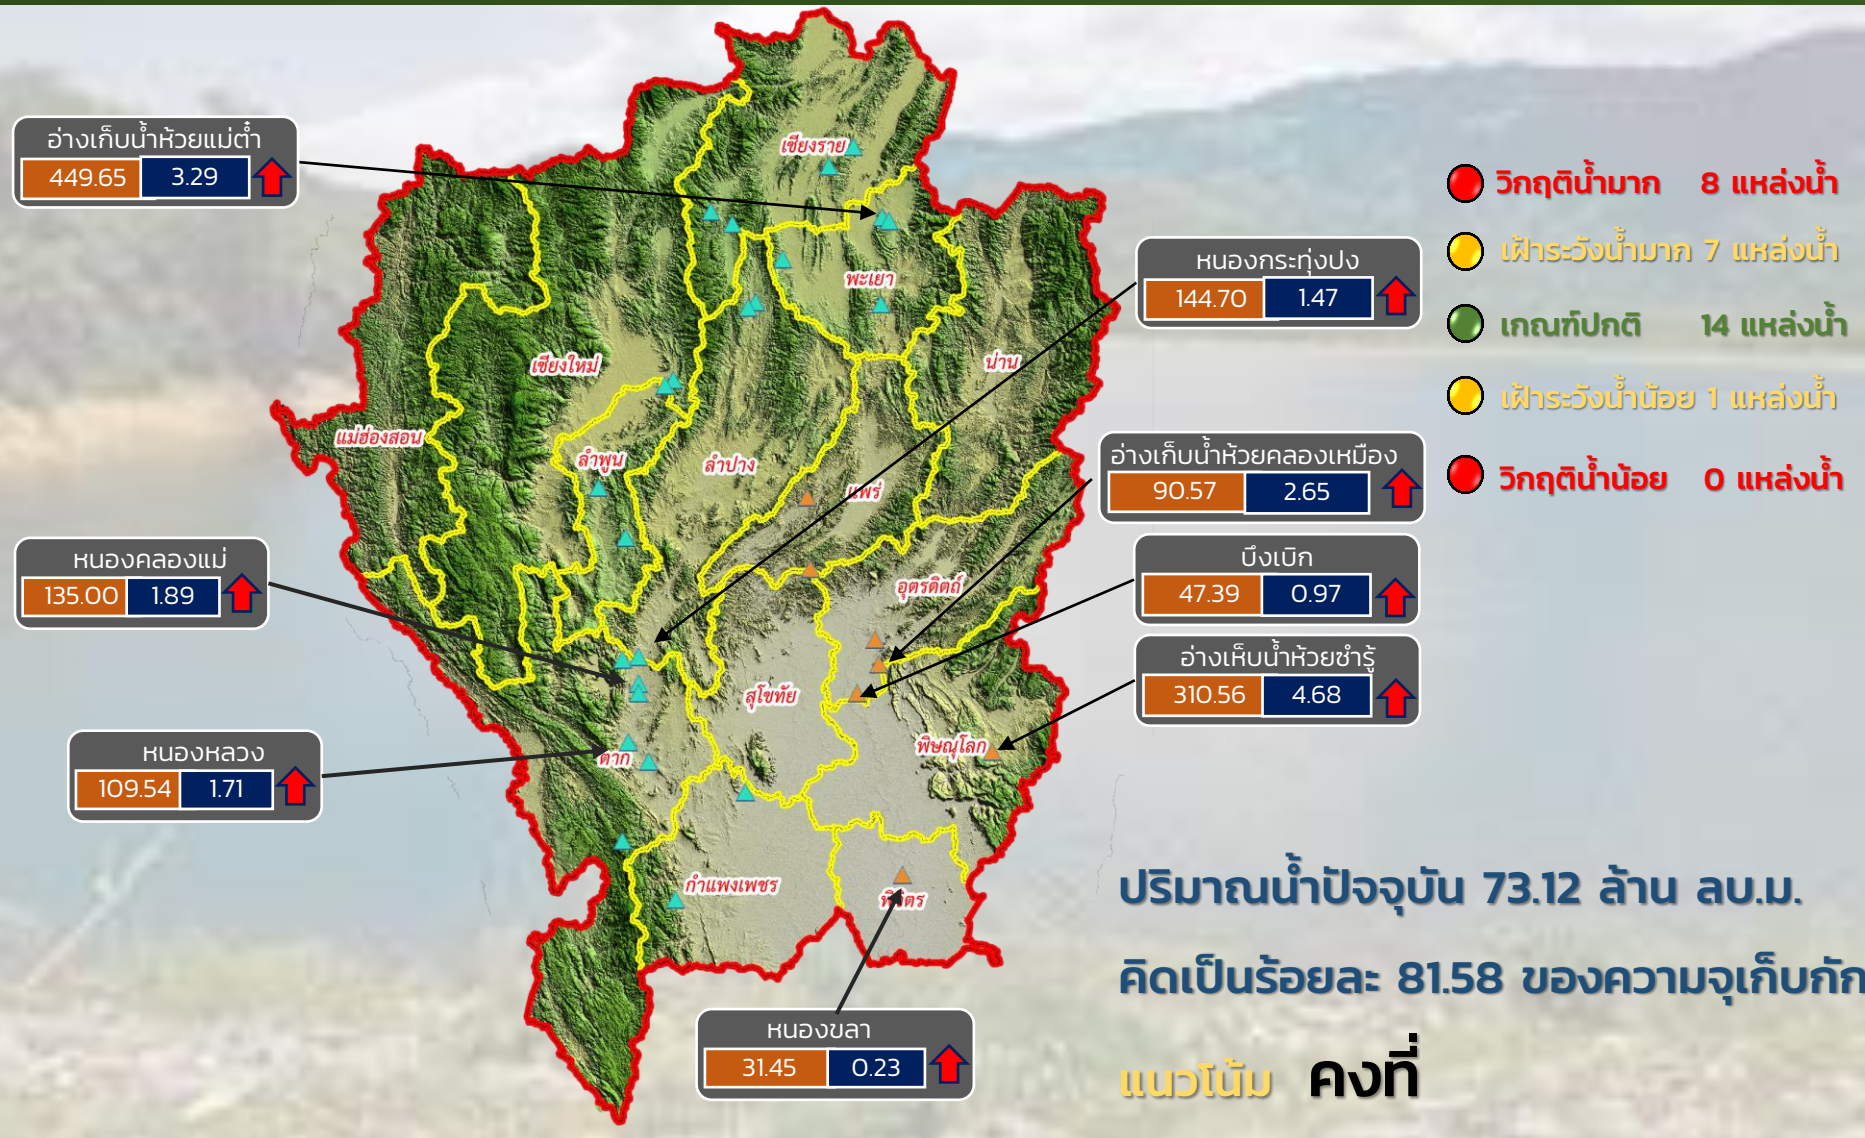 อ่างเก็บน้ำห้วยแม่ต๋ำ
449.65 3.29
หนองคลองแม่
135.00 1.89
หนองหลวง
109.54 1.71
หนองขลา
31.45 0.23
หนองกระทุ่งปง
144.70 1.47
อ่างเก็บน้ำห้วยคลองเหมือง
90.57 2.65
บึงเบิก
47.39 0.97
อ่างเห็บน้ำห้วยซำรู้
310.56 4.68
เชียงราย
พะเยา
น่าน
เชียงใหม่
แม่ฮ่องสอน
ลำพูน
ลำปาง
แพร่
อุตรดิตถ์
สุโขทัย
ตาก
พิษณุโลก
กำแพงเพชร
พิจิตร
วิกฤติน้ำมาก 8 แหล่งน้ำ
เฝ้าระวังน้ำมาก 7 แหล่งน้ำ
เกณฑ์ปกติ 14 แหล่งน้ำ
เฝ้าระวังน้ำน้อย 1 แหล่งน้ำ
วิกฤติน้ำน้อย 0 แหล่งน้ำ
ปริมาณน้ำปัจจุบัน 73.12 ล้าน ลบ.ม.
คิดเป็นร้อยละ 81.58 ของความจุเก็บกัก
แนวโน้ม คงที่